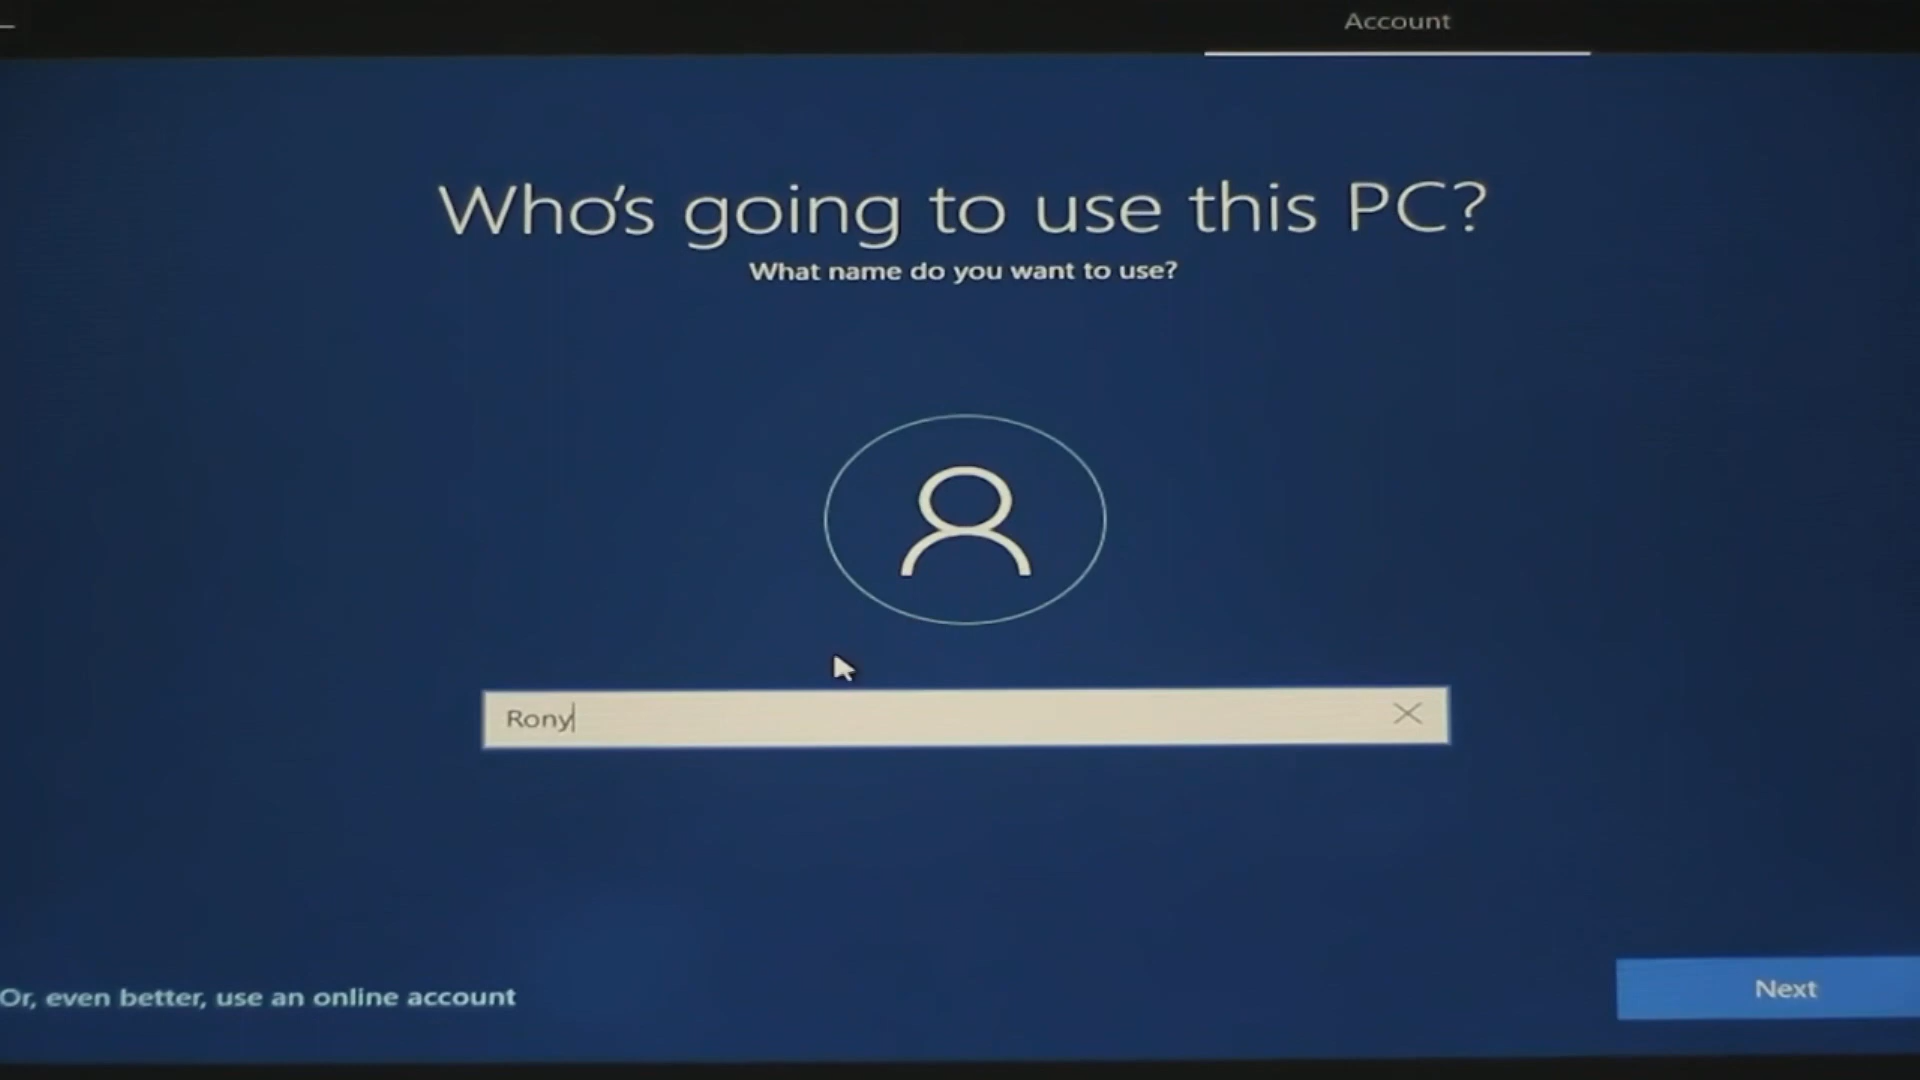 Account
Who's going to use this PC?
What name do you want to use?
Rony
Or, even better, use an online account
Next